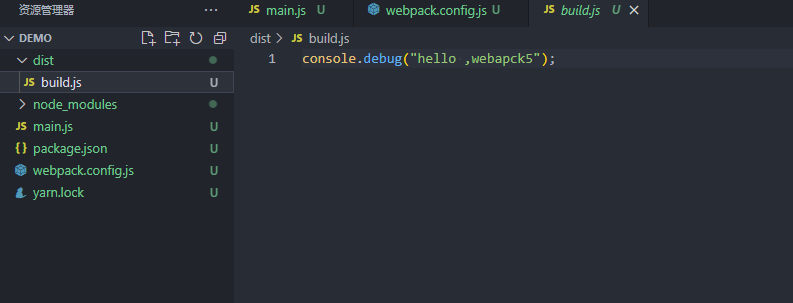 资源管理器 ···
JS main.js U
webpack.config.js U
JS build.js U ×
DEMO
dist > JS build.js
dist
1 console.debug("hello ,webapck5");
JS build.js U
node_modules
JS main.js U
{} package.json U
webpack.config.js U
yarn.lock U